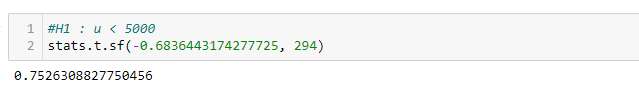 1 #H1 : u < 5000
2 stats.t.sf(-0.6836443174277725, 294)
0.7526308827750456